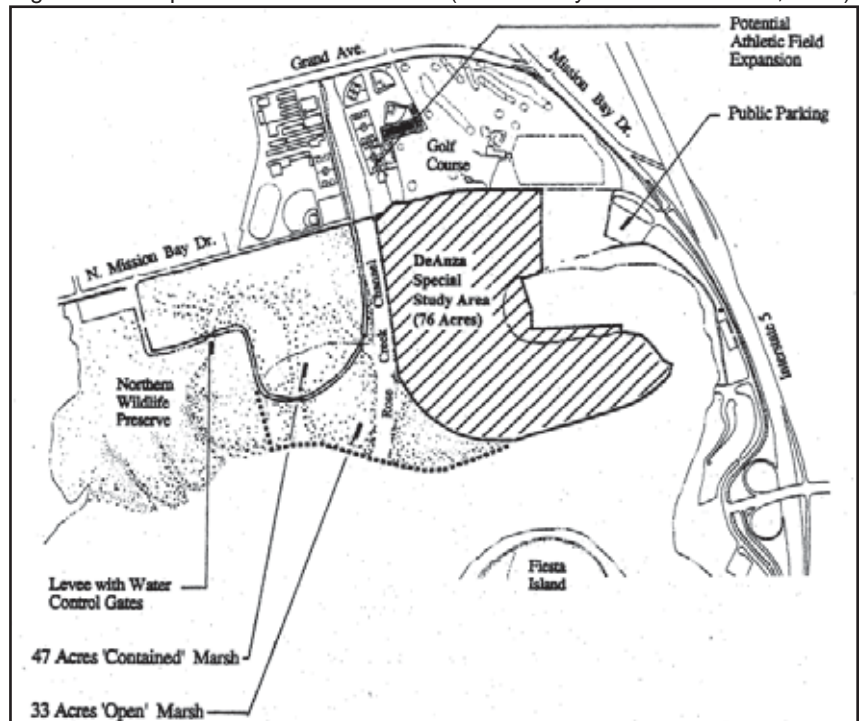 Potential
Athletic Field
Expansion
Grand Ave.
Mission Bay Dr.
Public Parking
Golf
Course
N. Mission Bay Dr.
DeAnza
Special
Study Area
(76 Acres)
Rose Creek Channel
Interstate 5
Northern
Wildlife
Preserve
Fiesta
Island
Levee with Water
Control Gates
47 Acres 'Contained' Marsh
33 Acres 'Open' Marsh